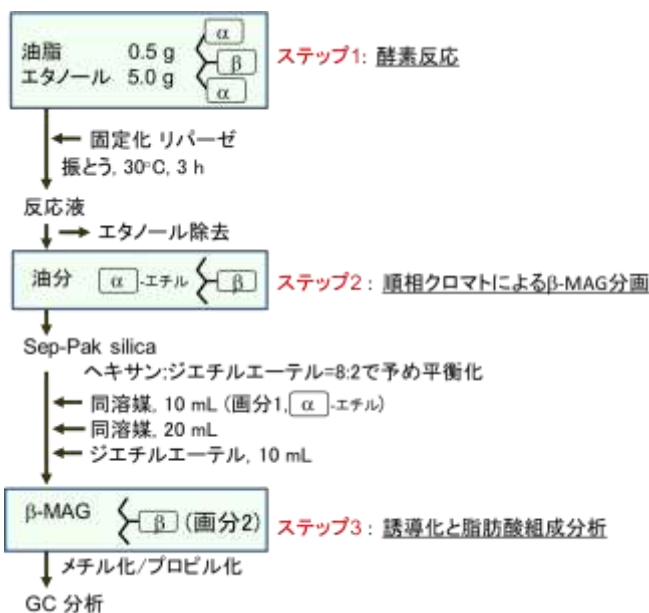 α
油脂 0.5 g β ステップ1: 酵素反応
エタノール 5.0 g α
固定化 リパーゼ
振とう, 30°C, 3 h
反応液
エタノール除去
油分 α -エチル β ステップ2 : 順相クロマトによるβ-MAG分画
Sep-Pak silica
ヘキサン:ジエチルエーテル=8:2で予め平衡化
同溶媒, 10 mL (画分1, α -エチル)
同溶媒, 20 mL
ジエチルエーテル, 10 mL
β-MAG β (画分2) ステップ3 : 誘導化と脂肪酸組成分析
メチル化/プロピル化
GC 分析